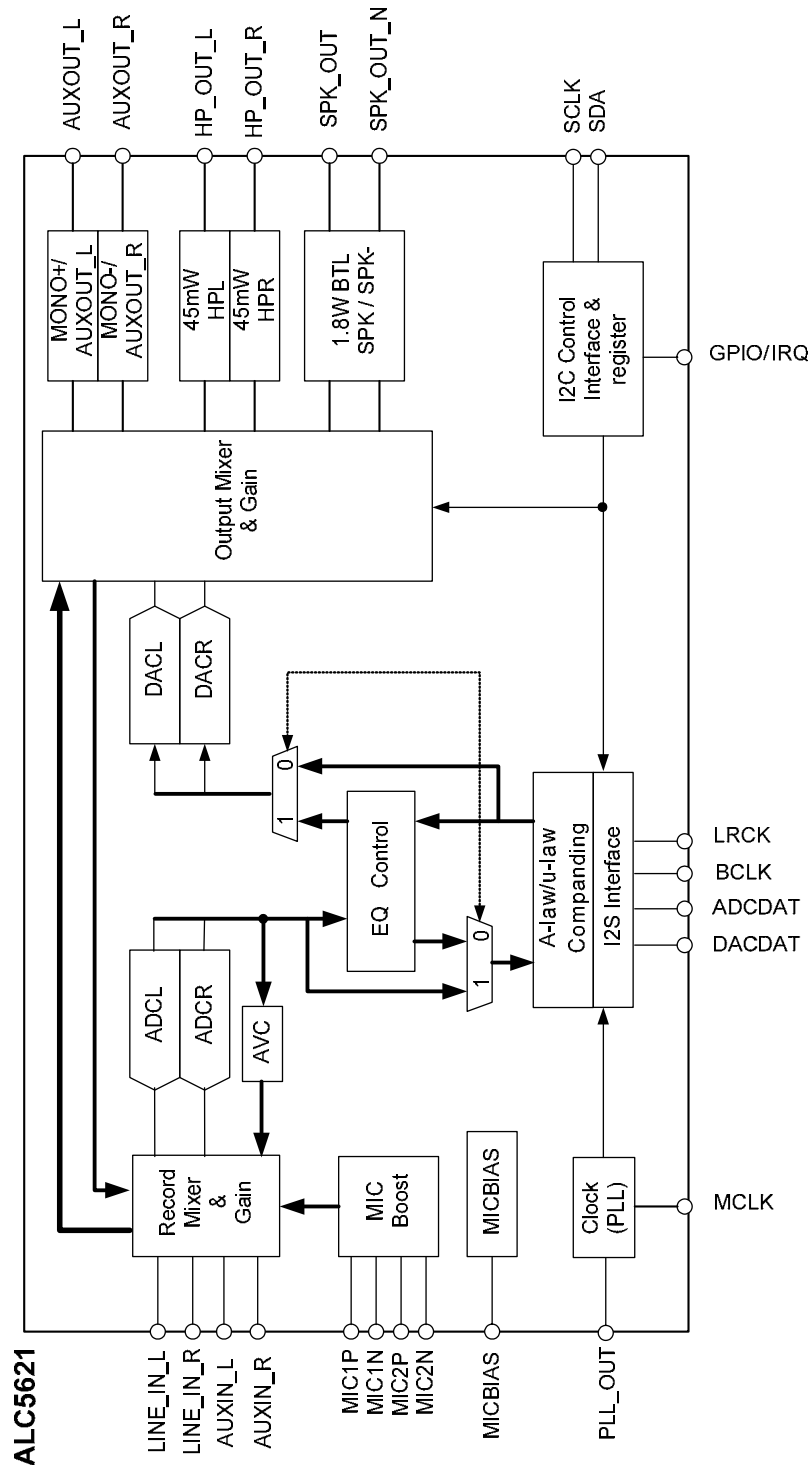 ALC5621
LINE_IN_L
LINE_IN_R
AUXIN_L
AUXIN_R
MIC1P
MIC1N
MIC2P
MIC2N
MICBIAS
PLL_OUT
Record
Mixer
&
Gain
MIC
Boost
MICBIAS
Clock
(PLL)
MCLK
ADCL
ADCR
AVC
EQ Control
1 0
1 0
A-law/u-law
Companding
I2S Interface
DACDAT
ADCDAT
BCLK
LRCK
DACL
DACR
Output Mixer
& Gain
MONO+/
AUXOUT_L
MONO-/
AUXOUT_R
45mW
HPL
45mW
HPR
1.8W BTL
SPK / SPK-
I2C Control
Interface &
register
GPIO/IRQ
AUXOUT_L
AUXOUT_R
HP_OUT_L
HP_OUT_R
SPK_OUT
SPK_OUT_N
SCLK
SDA